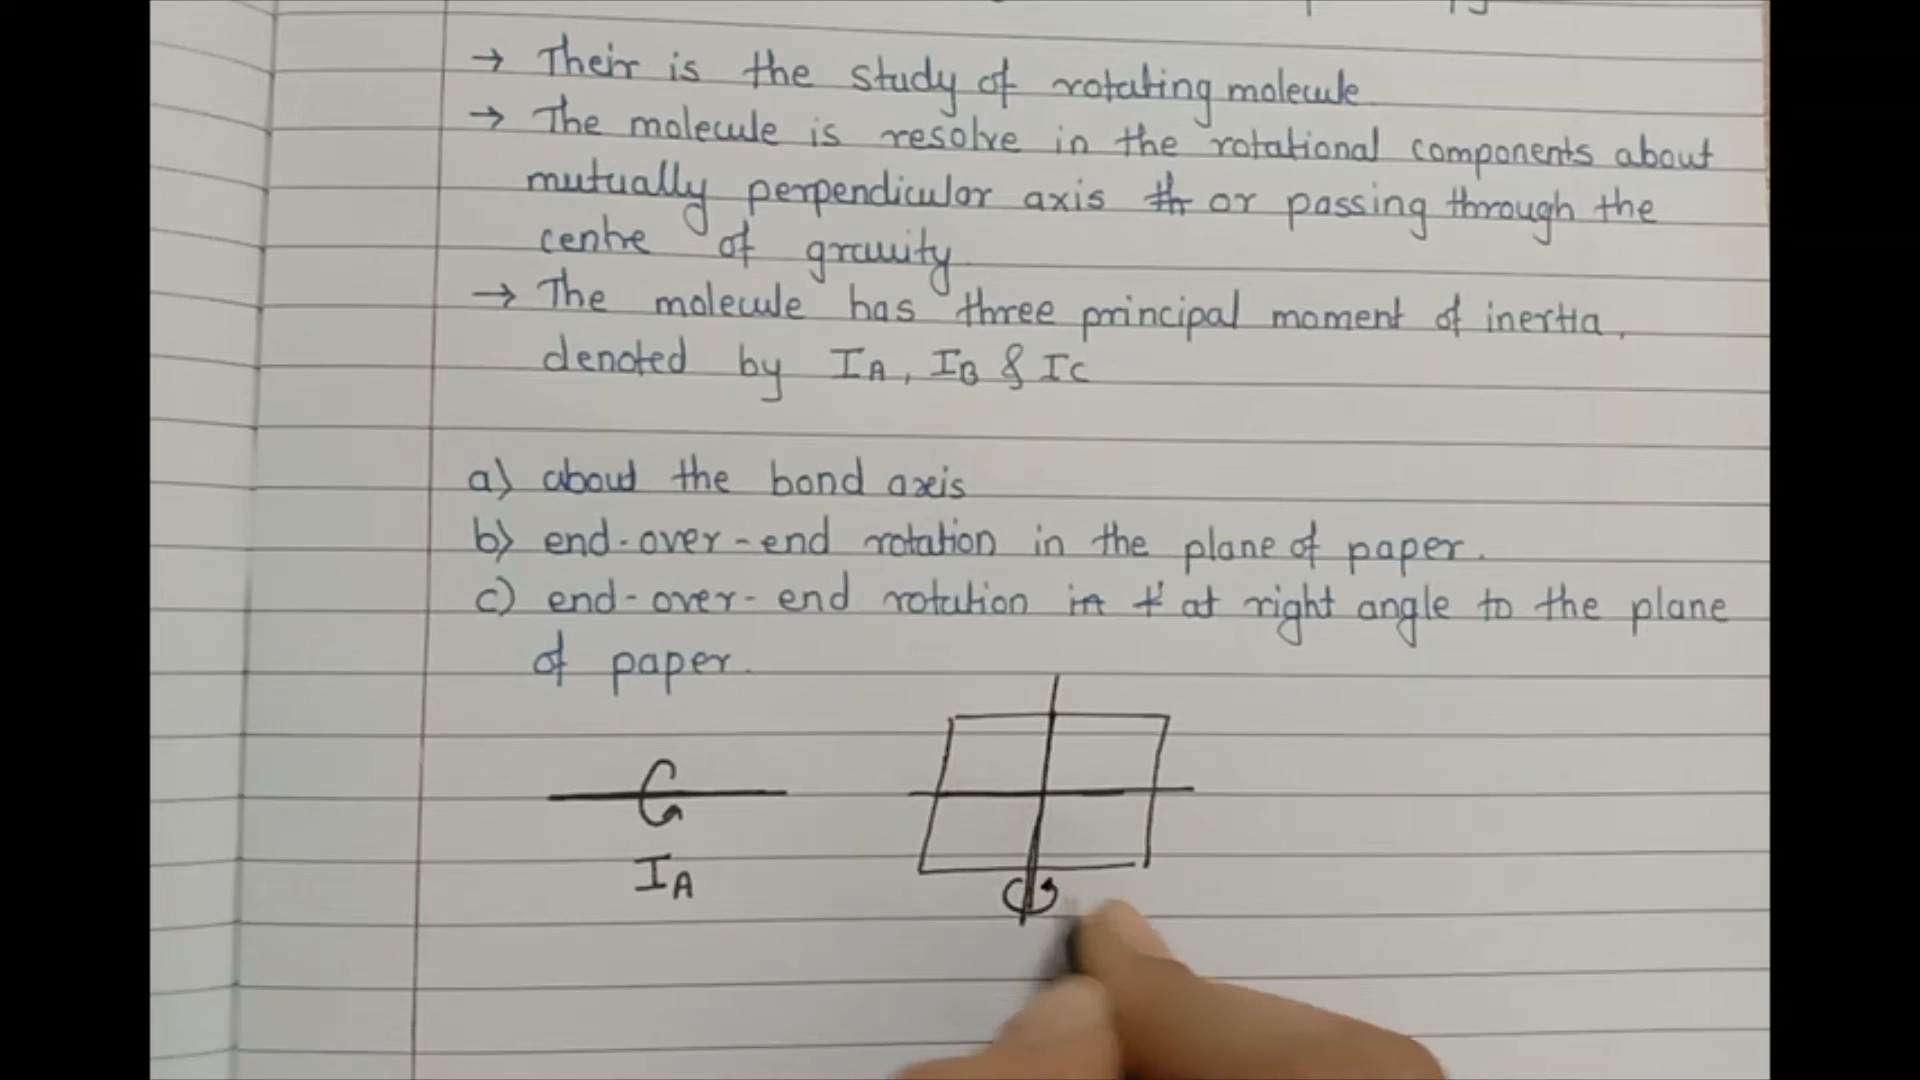 → Their is the study of rotating molecule
→ The molecule is resolve in the rotational components about
mutually perpendicular axis or passing through the
centre of gravity
→ The molecule has three principal moment of inertia,
denoted by IA, IB & IC
a) about the bond axis
b) end-over-end rotation in the plane of paper.
c) end-over-end rotation at right angle to the plane
of paper.
IA